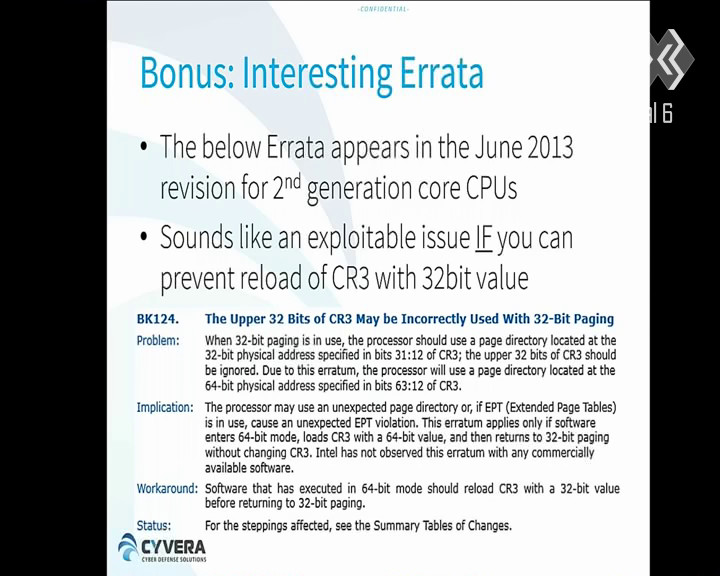 -CONFIDENTIAL-
Bonus: Interesting Errata
• The below Errata appears in the June 2013
revision for 2nd generation core CPUs
• Sounds like an exploitable issue IF you can
prevent reload of CR3 with 32bit value
BK124. The Upper 32 Bits of CR3 May be Incorrectly Used With 32-Bit Paging
Problem: When 32-bit paging is in use, the processor should use a page directory located at the
32-bit physical address specified in bits 31:12 of CR3; the upper 32 bits of CR3 should
be ignored. Due to this erratum, the processor will use a page directory located at the
64-bit physical address specified in bits 63:12 of CR3.
Implication: The processor may use an unexpected page directory or, if EPT (Extended Page Tables)
is in use, cause an unexpected EPT violation. This erratum applies only if software
enters 64-bit mode, loads CR3 with a 64-bit value, and then returns to 32-bit paging
without changing CR3. Intel has not observed this erratum with any commercially
available software.
Workaround: Software that has executed in 64-bit mode should reload CR3 with a 32-bit value
before returning to 32-bit paging.
Status: For the steppings affected, see the Summary Tables of Changes.
CYVERA
CYBER DEFENSE SOLUTIONS
al 6